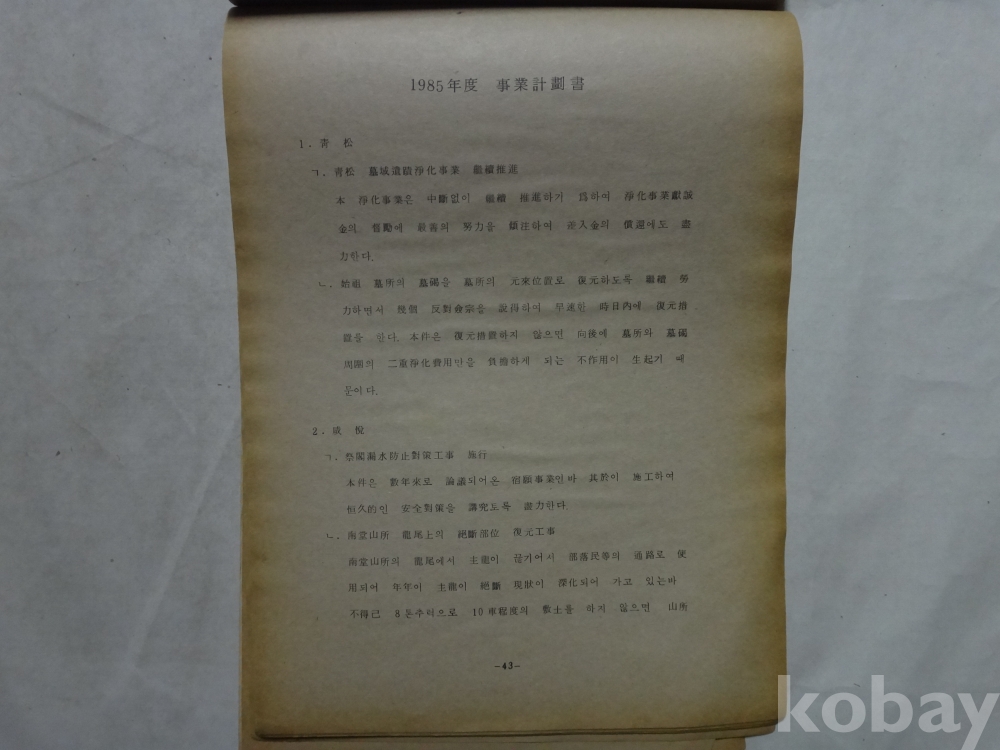 1985年度 事業計劃書
1. 靑 松
ㄱ. 靑松 墓域遺蹟淨化事業 繼續推進
本 淨化事業은 中斷없이 繼續 推進하기 爲하여 淨化事業獻誠
金의 督勵에 最善의 努力을 傾注하여 差入金의 償還에도 盡
力한다.
ㄴ. 始祖 墓所의 墓碣을 墓所의 元來位置로 復元하도록 繼續 努
力하면서 幾個 反對僉宗을 說得하여 早速한 時日內에 復元措
置를 한다. 本件은 復元措置하지 않으면 向後에 墓所와 墓碣
周圍의 二重淨化費用만을 負擔하게 되는 不作用이 生起기 때
문이다.
2. 咸 悅
ㄱ. 祭閣漏水防止對策工事 施行
本件은 數年來로 論議되어온 宿願事業인바 其於이 施工하여
恒久的인 安全對策을 講究도록 盡力한다.
ㄴ. 南堂山所 龍尾上의 絕斷部位 復元工事
南堂山所의 龍尾에서 主龍이 끊기어서 部落民等의 通路로 使
用되어 年年이 主龍이 絕斷 現狀이 深化되어 가고 있는바
不得已 8톤추럭으로 10車程度의 敷土를 하지 않으면 山所
-43-
kobay